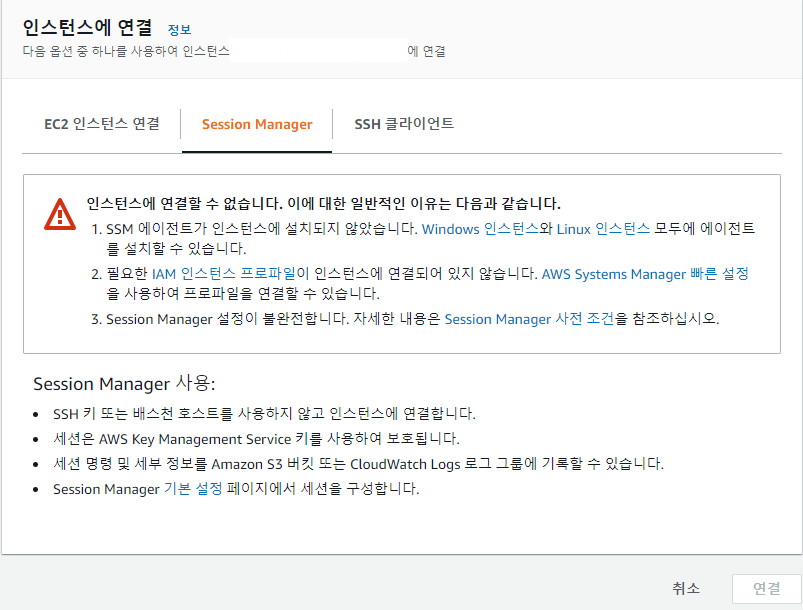 인스턴스에 연결 정보
다음 옵션 중 하나를 사용하여 인스턴스 에 연결
EC2 인스턴스 연결 Session Manager SSH 클라이언트
인스턴스에 연결할 수 없습니다. 이에 대한 일반적인 이유는 다음과 같습니다.
1. SSM 에이전트가 인스턴스에 설치되지 않았습니다. Windows 인스턴스와 Linux 인스턴스 모두에 에이전트
를 설치할 수 있습니다.
2. 필요한 IAM 인스턴스 프로파일이 인스턴스에 연결되어 있지 않습니다. AWS Systems Manager 빠른 설정
을 사용하여 프로파일을 연결할 수 있습니다.
3. Session Manager 설정이 불완전합니다. 자세한 내용은 Session Manager 사전 조건을 참조하십시오.
Session Manager 사용:
• SSH 키 또는 배스천 호스트를 사용하지 않고 인스턴스에 연결합니다.
• 세션은 AWS Key Management Service 키를 사용하여 보호됩니다.
• 세션 명령 및 세부 정보를 Amazon S3 버킷 또는 CloudWatch Logs 로그 그룹에 기록할 수 있습니다.
• Session Manager 기본 설정 페이지에서 세션을 구성합니다.
취소 연결